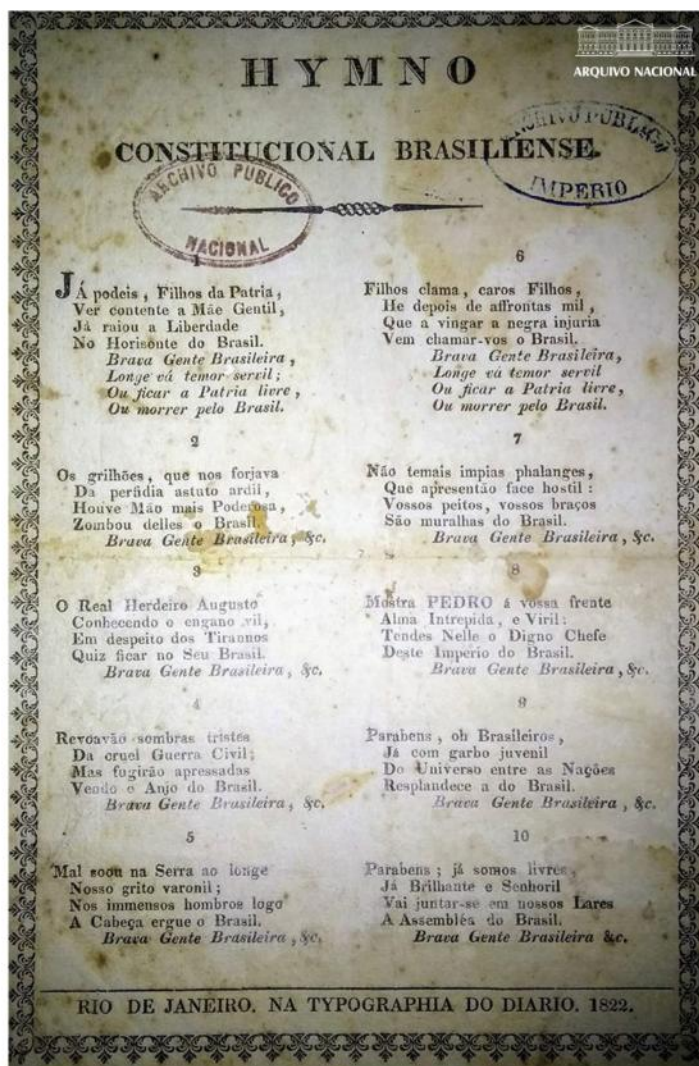 ARQUIVO NACIONAL
HYMNO
CONSTITUCIONAL BRASILIENSE.
ARCHIVO PUBLICO
NACIONAL
ARCHIVO PUBLICO
IMPERIO
1
JÁ podeis, Filhos da Patria,
Ver contente a Mãe Gentil,
Já raiou a Liberdade
No Horisonte do Brasil.
Brava Gente Brasileira,
Longe vá temor servil;
Ou ficar a Patria livre,
Ou morrer pelo Brasil.
2
Os grilhões, que nos forjava
Da perfidia astuto ardil,
Houve Mão mais Poderosa,
Zombou delles o Brasil.
Brava Gente Brasileira, &c.
3
O Real Herdeiro Augusto
Conhecendo o engano vil,
Em despeito dos Tirannos
Quiz ficar no Seu Brasil.
Brava Gente Brasileira, &c.
4
Revoavão sombras tristes
Da cruel Guerra Civil;
Mas fugirão apressadas
Vendo o Anjo do Brasil.
Brava Gente Brasileira, &c.
5
Mal soou na Serra ao longe
Nosso grito varonil;
Nos immensos hombros logo
A Cabeça ergue o Brasil.
Brava Gente Brasileira, &c.
6
Filhos clama, caros Filhos,
He depois de affrontas mil,
Que a vingar a negra injuria
Vem chamar-vos o Brasil.
Brava Gente Brasileira,
Longe vá temor servil
Ou ficar a Patria livre,
Ou morrer pelo Brasil.
7
Não temais impias phalanges,
Que apresentão face hostil:
Vossos peitos, vossos braços
São muralhas do Brasil.
Brava Gente Brasileira, &c.
8
Mostra PEDRO á vossa frente
Alma Intrepida, e Viril:
Tendes Nelle o Digno Chefe
Deste Imperio do Brasil.
Brava Gente Brasileira, &c.
9
Parabens, oh Brasileiros,
Já com garbo juvenil
Do Universo entre as Nações
Resplandece a do Brasil.
Brava Gente Brasileira, &c.
10
Parabens; já somos livres,
Já Brilhante e Senhoril
Vai juntar-se em nossos Lares
A Assembléa do Brasil.
Brava Gente Brasileira &c.
RIO DE JANEIRO. NA TYPOGRAPHIA DO DIARIO. 1822.